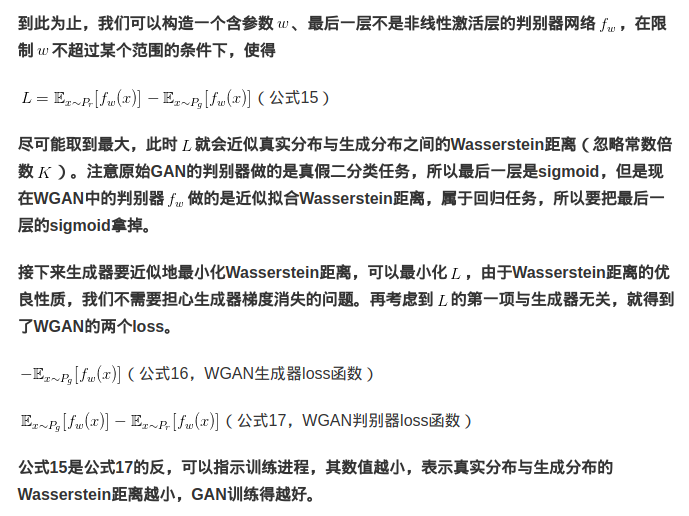 到此为止，我们可以构造一个含参数 w 、最后一层不是非线性激活层的判别器网络 f_w ，在限
制 w 不超过某个范围的条件下，使得
L = 𝔼_{x∼P_r}[f_w(x)] − 𝔼_{x∼P_g}[f_w(x)]（公式15）
尽可能取到最大，此时 L 就会近似真实分布与生成分布之间的Wasserstein距离（忽略常数倍
数 K ）。注意原始GAN的判别器做的是真假二分类任务，所以最后一层是sigmoid，但是现
在WGAN中的判别器 f_w 做的是近似拟合Wasserstein距离，属于回归任务，所以要把最后一
层的sigmoid拿掉。
接下来生成器要近似地最小化Wasserstein距离，可以最小化 L ，由于Wasserstein距离的优
良性质，我们不需要担心生成器梯度消失的问题。再考虑到 L 的第一项与生成器无关，就得到
了WGAN的两个loss。
−𝔼_{x∼P_g}[f_w(x)]（公式16，WGAN生成器loss函数）
𝔼_{x∼P_g}[f_w(x)] − 𝔼_{x∼P_r}[f_w(x)]（公式17，WGAN判别器loss函数）
公式15是公式17的反，可以指示训练进程，其数值越小，表示真实分布与生成分布的
Wasserstein距离越小，GAN训练得越好。